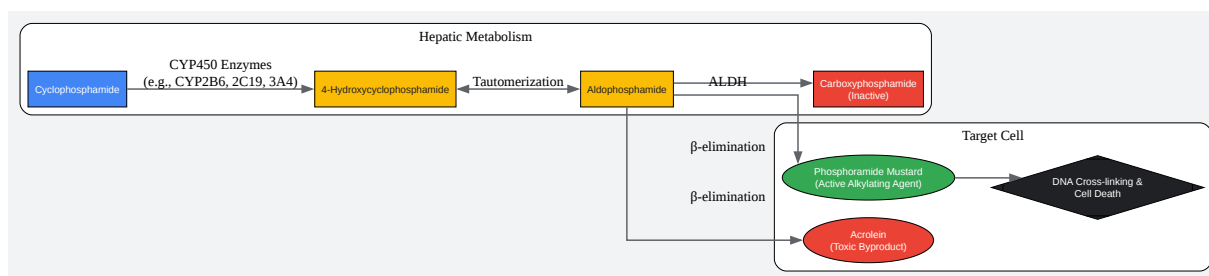 Hepatic Metabolism
CYP450 Enzymes
(e.g., CYP2B6, 2C19, 3A4)
Cyclophosphamide
4-Hydroxycyclophosphamide
Tautomerization
Aldophosphamide
ALDH
Carboxyphosphamide
(Inactive)
Target Cell
β-elimination
Phosphoramide Mustard
(Active Alkylating Agent)
DNA Cross-linking &
Cell Death
β-elimination
Acrolein
(Toxic Byproduct)